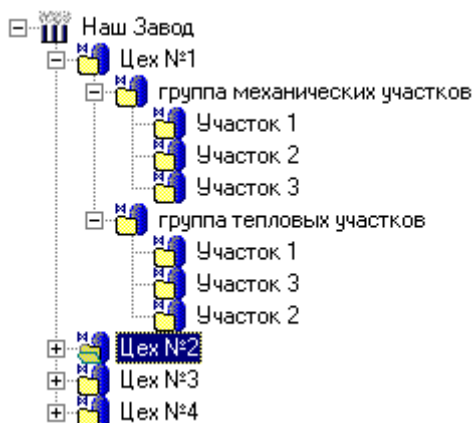 Наш Завод
Цех №1
группа механических участков
Участок 1
Участок 2
Участок 3
группа тепловых участков
Участок 1
Участок 3
Участок 2
Цех №2
Цех №3
Цех №4